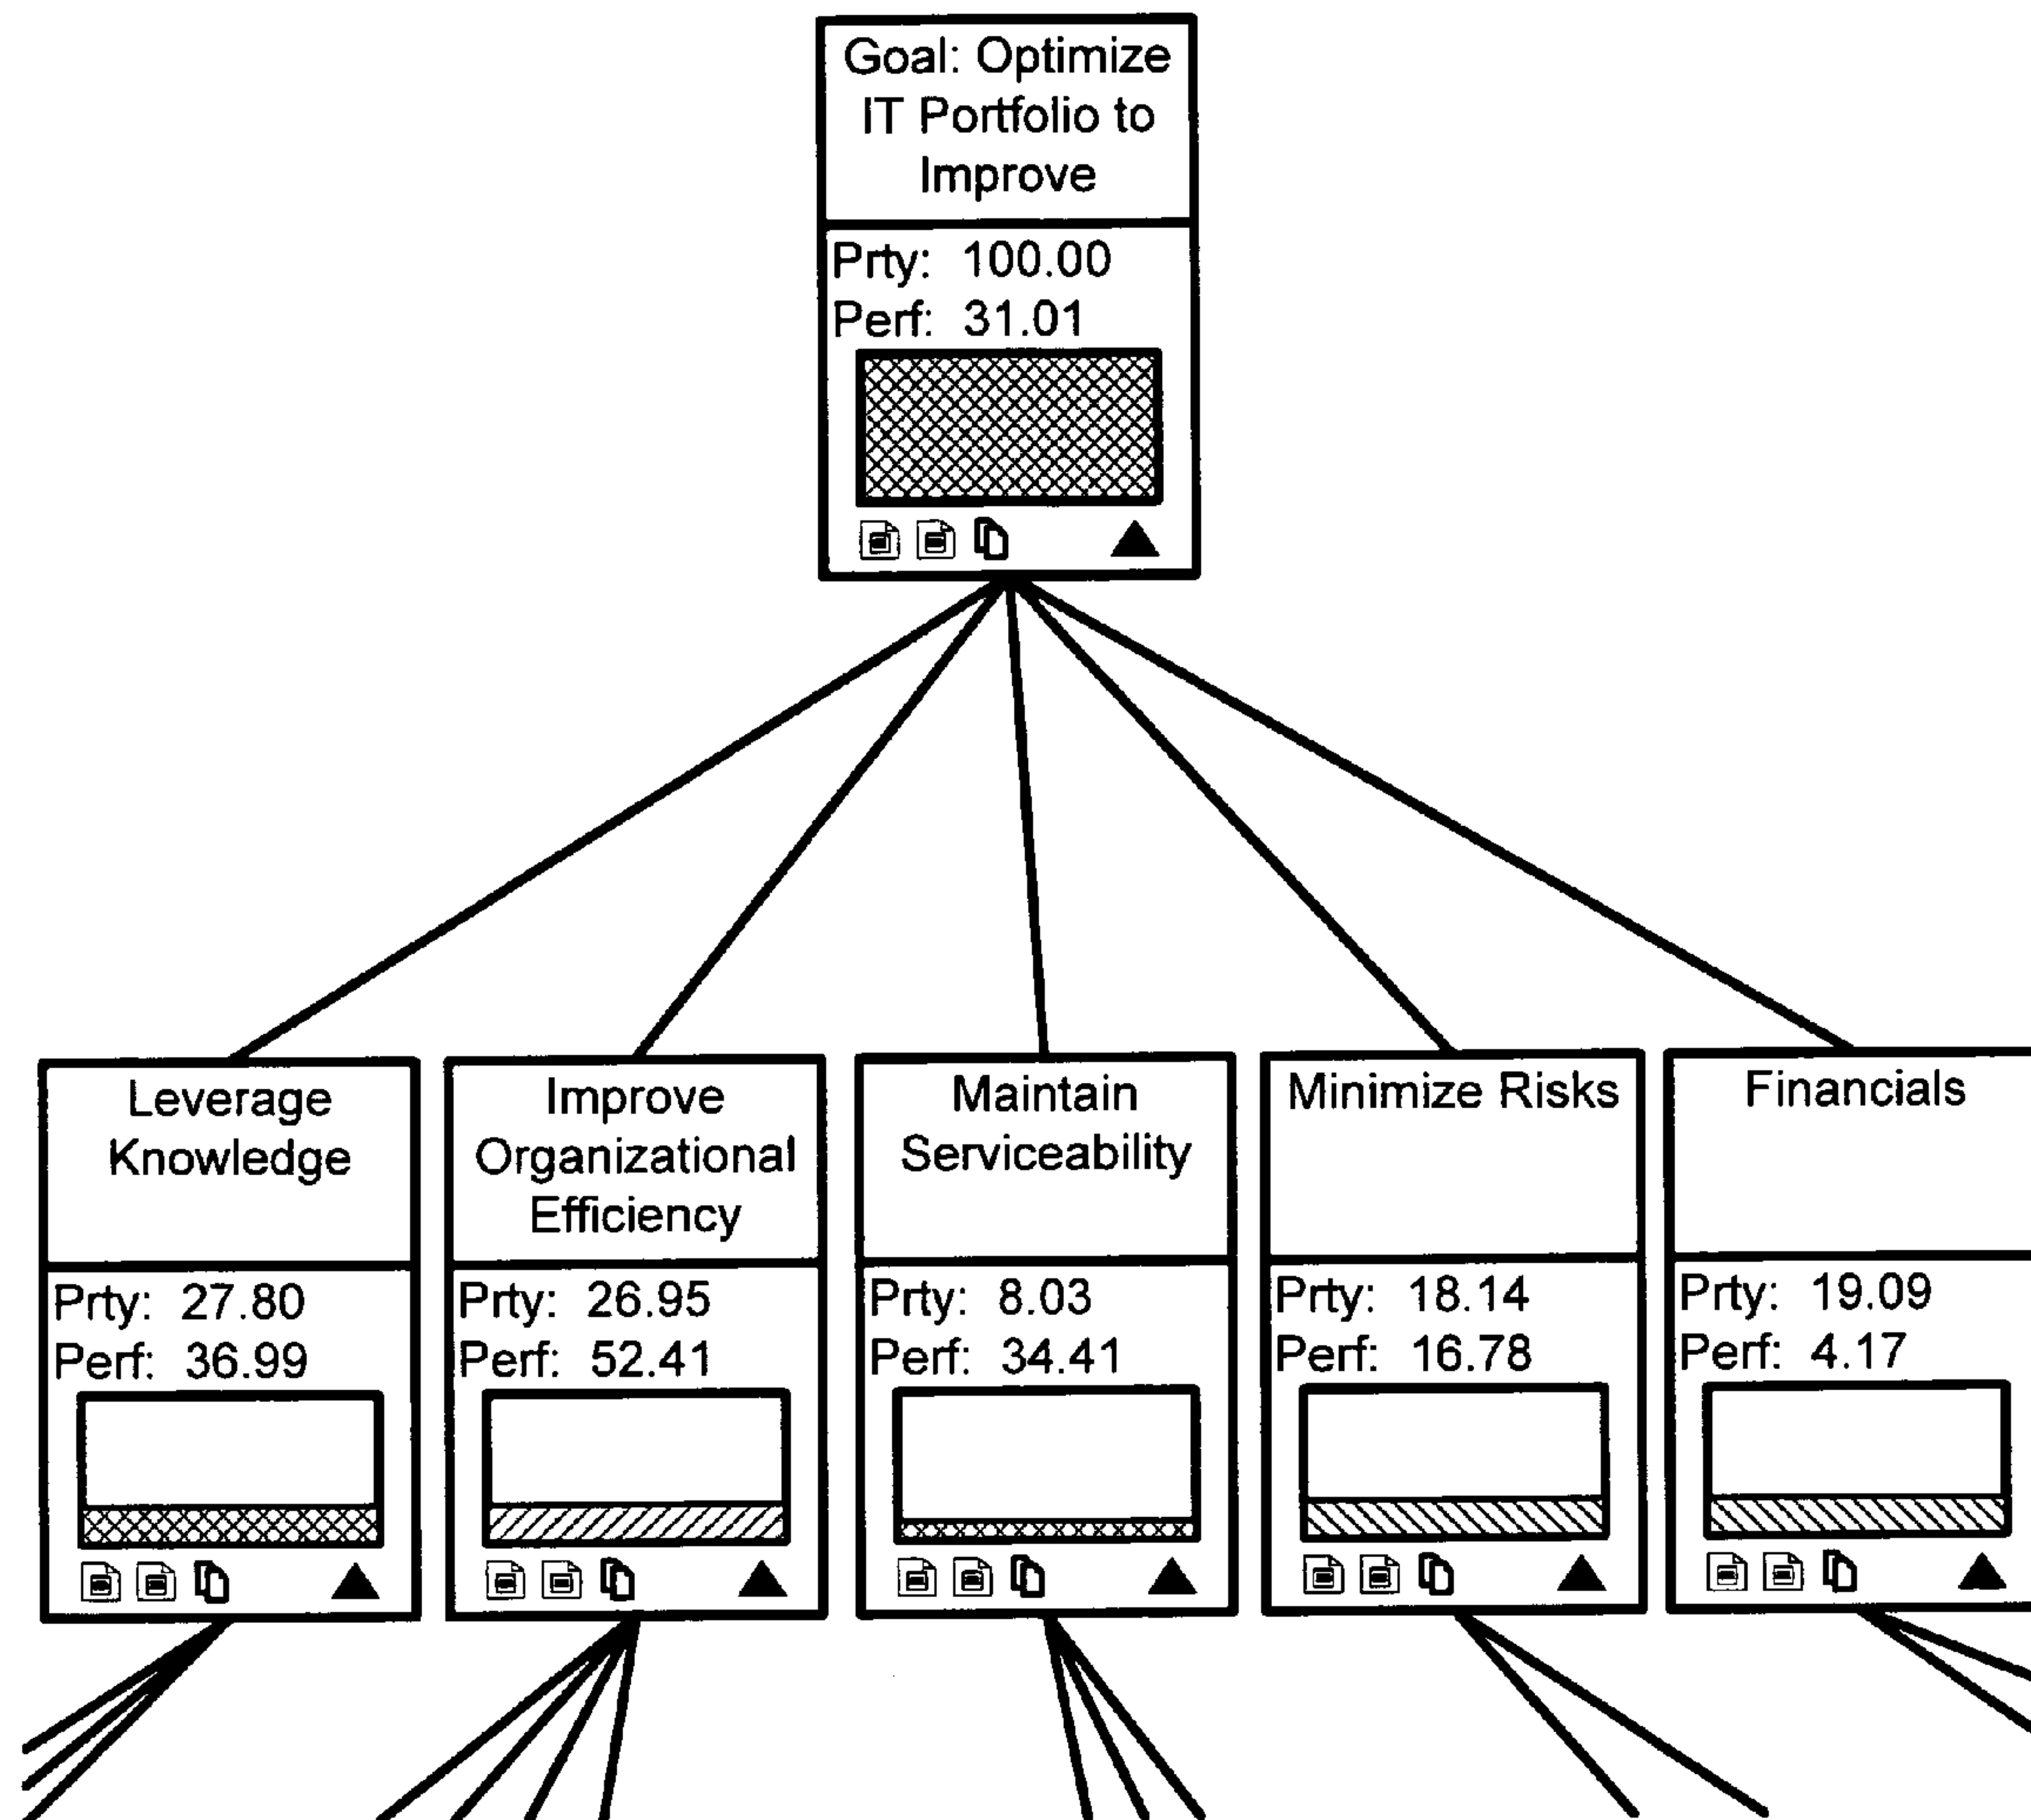 Goal: Optimize
IT Portfolio to
Improve
Prty: 100.00
Perf: 31.01
Leverage
Knowledge
Prty: 27.80
Perf: 36.99
Improve
Organizational
Efficiency
Prty: 26.95
Perf: 52.41
Maintain
Serviceability
Prty: 8.03
Perf: 34.41
Minimize Risks
Prty: 18.14
Perf: 16.78
Financials
Prty: 19.09
Perf: 4.17